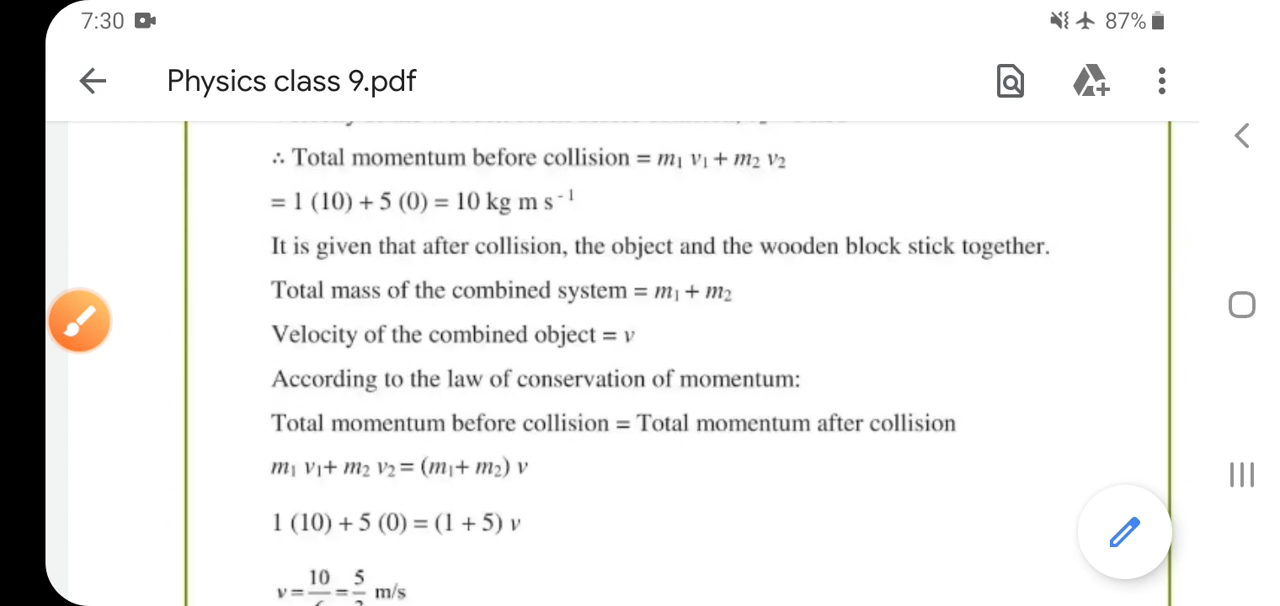 7:30 87%
Physics class 9.pdf
∴ Total momentum before collision = m₁ v₁ + m₂ v₂
= 1 (10) + 5 (0) = 10 kg m s⁻¹
It is given that after collision, the object and the wooden block stick together.
Total mass of the combined system = m₁ + m₂
Velocity of the combined object = v
According to the law of conservation of momentum:
Total momentum before collision = Total momentum after collision
m₁ v₁+ m₂ v₂ = (m₁+ m₂) v
1 (10) + 5 (0) = (1 + 5) v
v = 10/ = 5/ m/s